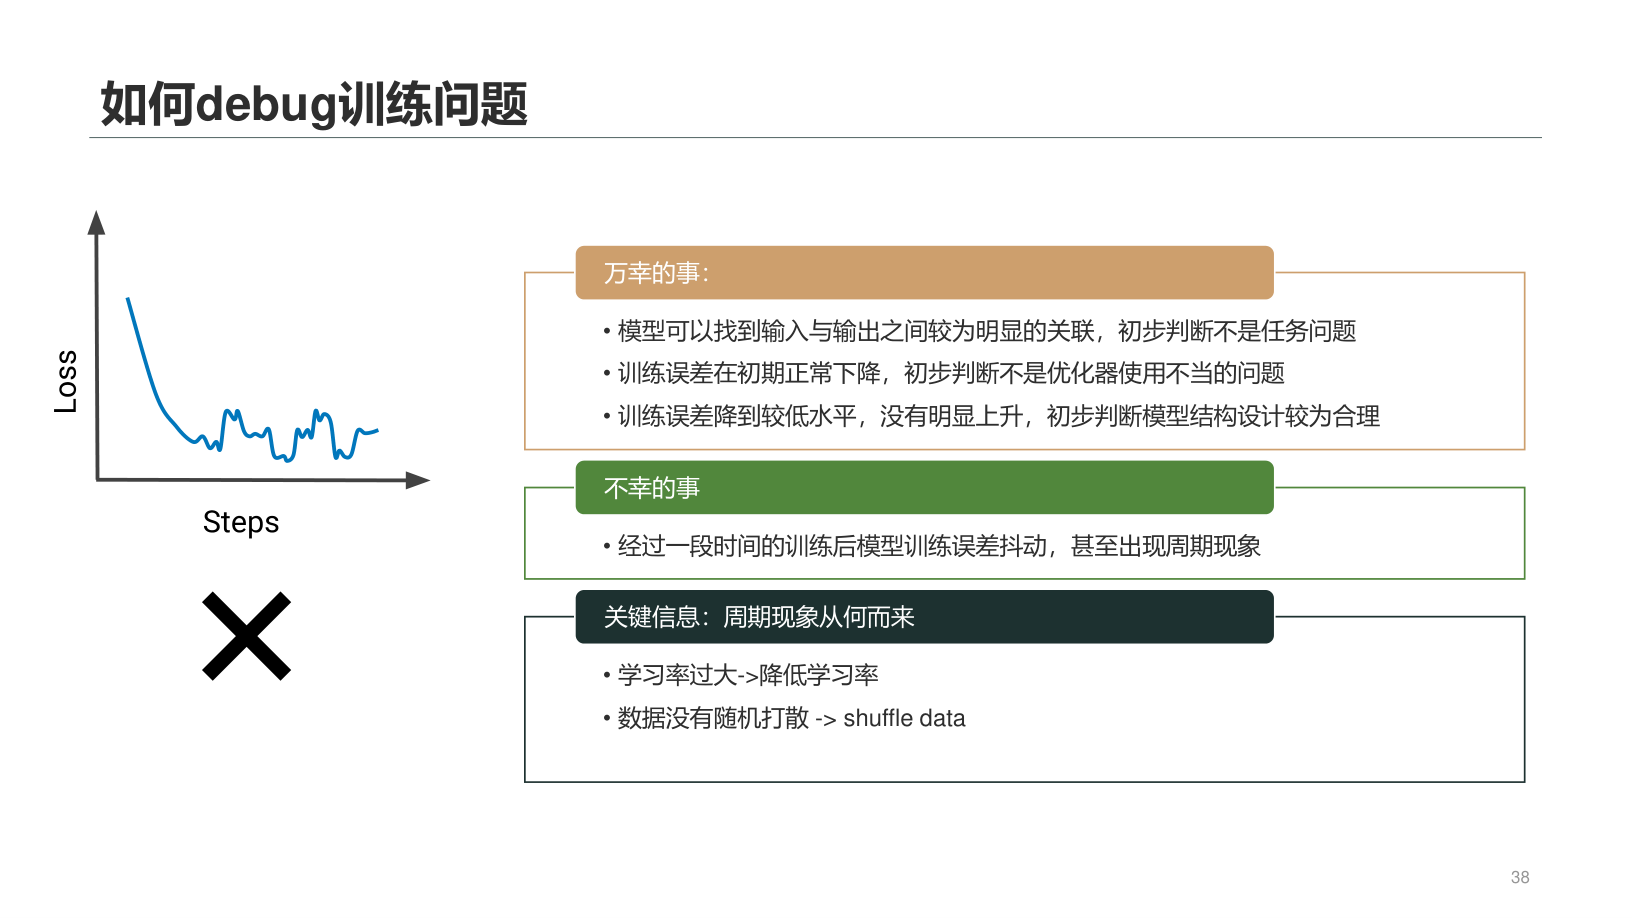 如何debug训练问题
Loss
Steps
万幸的事：
• 模型可以找到输入与输出之间较为明显的关联，初步判断不是任务问题
• 训练误差在初期正常下降，初步判断不是优化器使用不当的问题
• 训练误差降到较低水平，没有明显上升，初步判断模型结构设计较为合理
不幸的事
• 经过一段时间的训练后模型训练误差抖动，甚至出现周期现象
关键信息：周期现象从何而来
• 学习率过大->降低学习率
• 数据没有随机打散 -> shuffle data
38